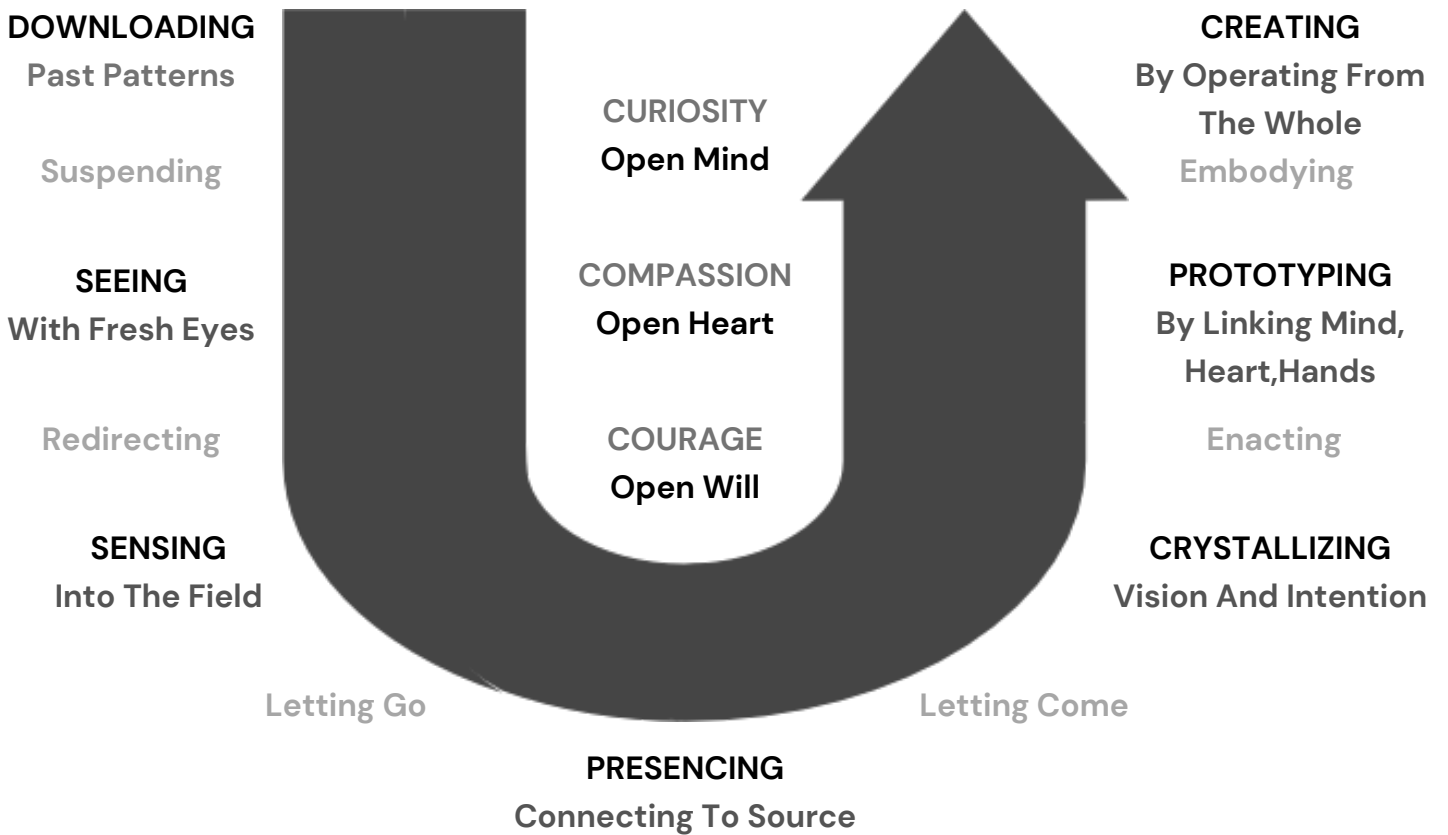 DOWNLOADING
Past Patterns
Suspending
SEEING
With Fresh Eyes
Redirecting
SENSING
Into The Field
Letting Go
PRESENCING
Connecting To Source
Letting Come
CRYSTALLIZING
Vision And Intention
Enacting
PROTOTYPING
By Linking Mind,
Heart,Hands
Embodying
CREATING
By Operating From
The Whole
CURIOSITY
Open Mind
COMPASSION
Open Heart
COURAGE
Open Will